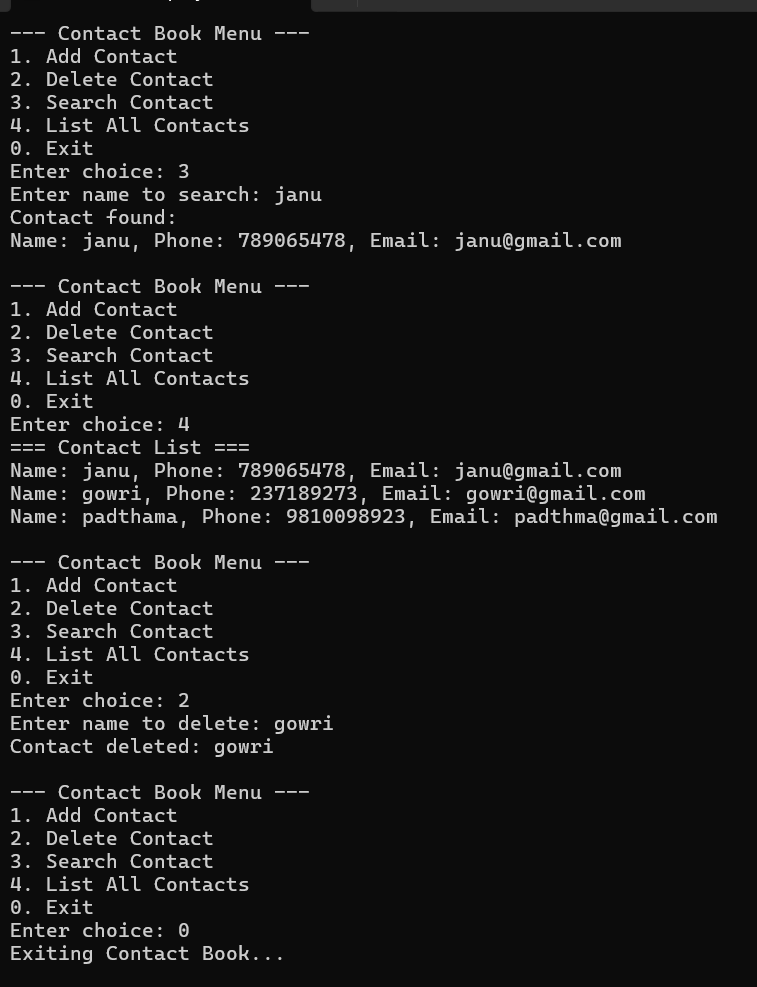 --- Contact Book Menu ---
1. Add Contact
2. Delete Contact
3. Search Contact
4. List All Contacts
0. Exit
Enter choice: 3
Enter name to search: janu
Contact found:
Name: janu, Phone: 789065478, Email: janu@gmail.com

--- Contact Book Menu ---
1. Add Contact
2. Delete Contact
3. Search Contact
4. List All Contacts
0. Exit
Enter choice: 4
=== Contact List ===
Name: janu, Phone: 789065478, Email: janu@gmail.com
Name: gowri, Phone: 237189273, Email: gowri@gmail.com
Name: padthama, Phone: 9810098923, Email: padthma@gmail.com

--- Contact Book Menu ---
1. Add Contact
2. Delete Contact
3. Search Contact
4. List All Contacts
0. Exit
Enter choice: 2
Enter name to delete: gowri
Contact deleted: gowri

--- Contact Book Menu ---
1. Add Contact
2. Delete Contact
3. Search Contact
4. List All Contacts
0. Exit
Enter choice: 0
Exiting Contact Book...